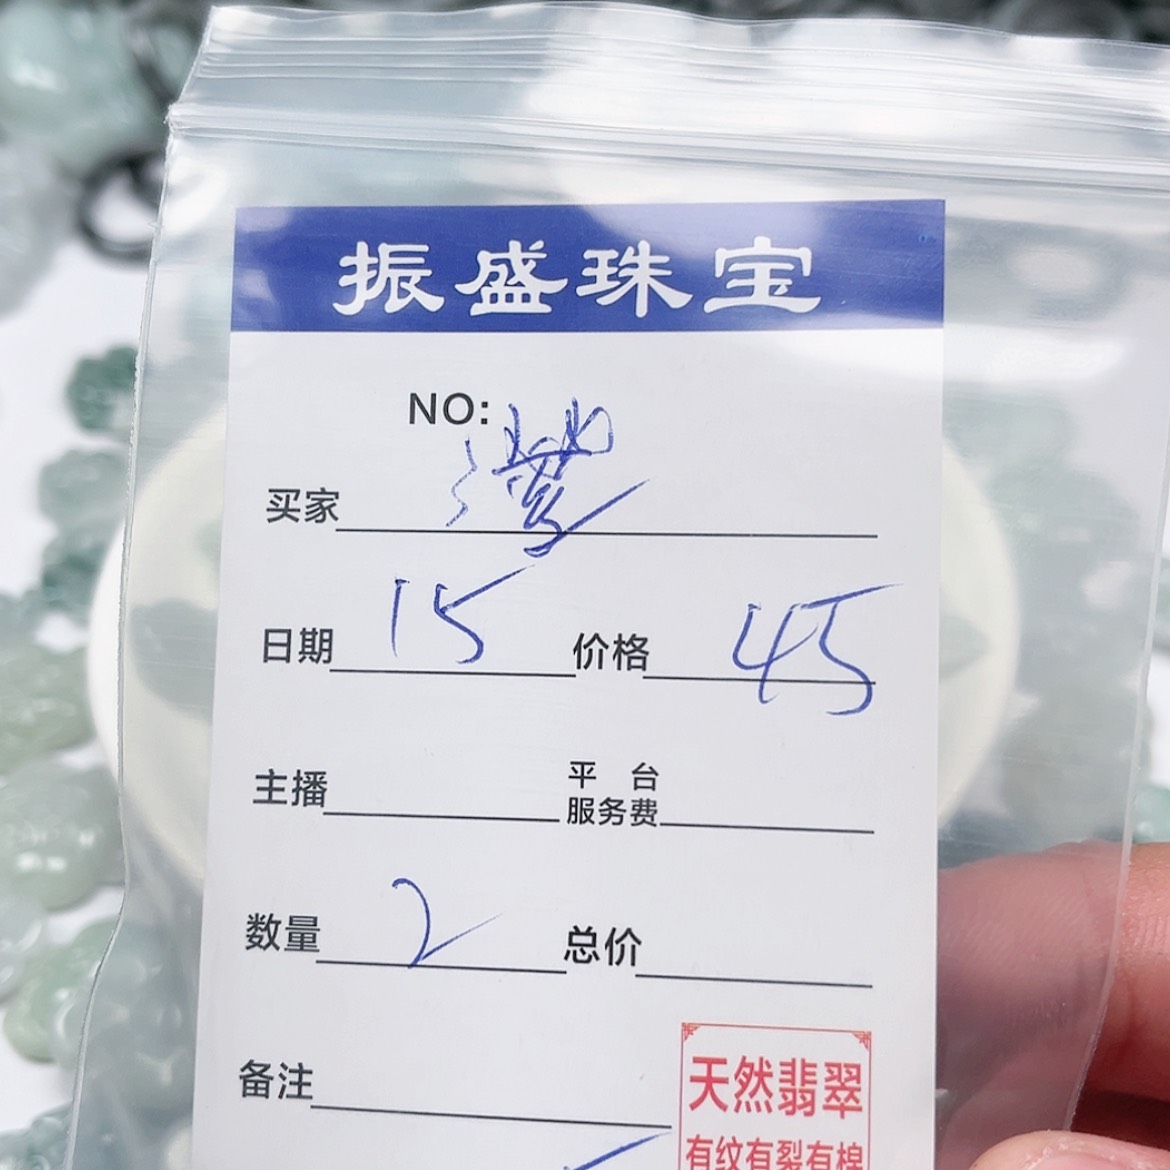 振盛珠宝
NO:
买家
日期 15 价格 45
主播 平台服务费
数量 2 总价
备注
天然翡翠
有纹有裂有棉